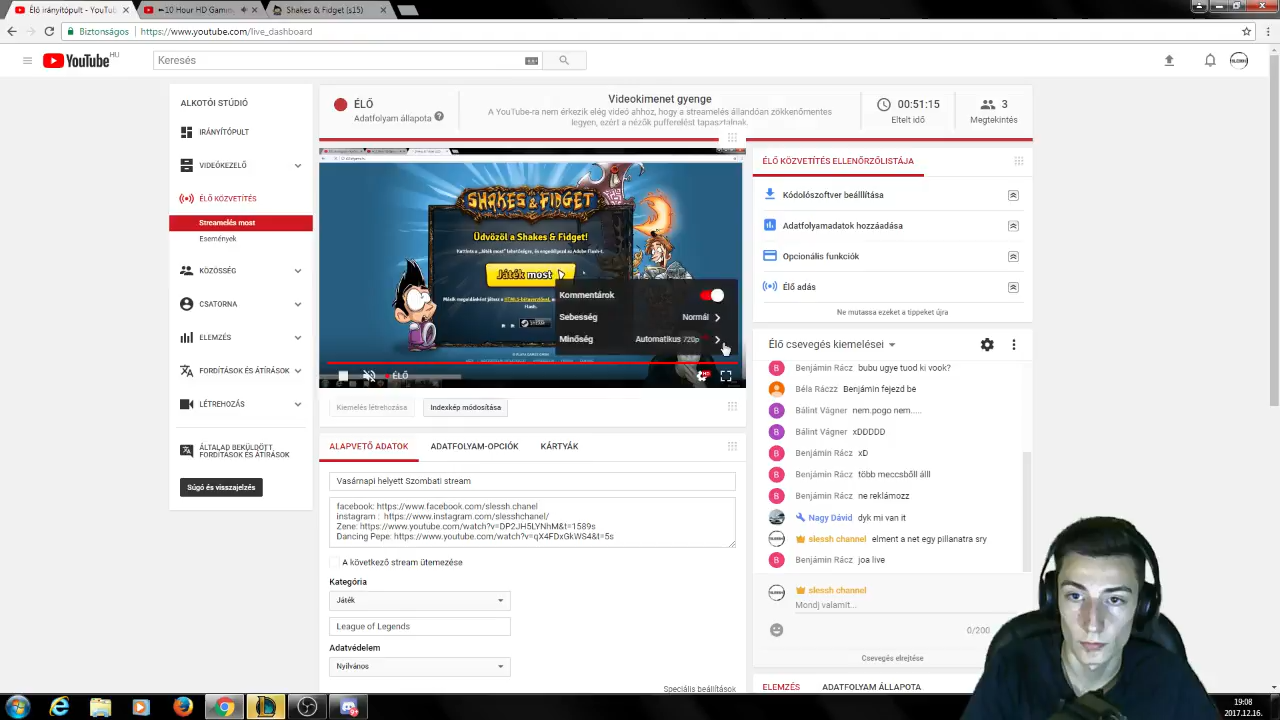 Élő irányítópult - YouTub
10 Hour HD Gamin
Shakes & Fidget (s15)
Biztonságos
https://www.youtube.com/live_dashboard
YouTube HU
Keresés
ALKOTÓI STÚDIÓ
IRÁNYÍTÓPULT
VIDEÓKEZELŐ
ÉLŐ KÖZVETÍTÉS
Streamelés most
Események
KÖZÖSSÉG
CSATORNA
ELEMZÉS
FORDÍTÁSOK ÉS ÁTÍRÁSOK
LÉTREHOZÁS
ÁLTALAD BEKÜLDÖTT
FORDÍTÁSOK ÉS ÁTÍRÁSOK
Súgó és visszajelzés
ÉLŐ
Adatfolyam állapota
Videokimenet gyenge
A YouTube-ra nem érkezik elég videó ahhoz, hogy a streamelés állandóan zökkenőmentes
legyen, ezért a nézők pufferelést tapasztalnak.
00:51:15
Eltelt idő
3
Megtekintés
SHAKES & FIDGET
Üdvözöl a Shakes & Fidget!
Játék most
Kommentárok
Sebesség
Normál
Minőség
Automatikus 720p
ÉLŐ
HD
Kiemelés létrehozása
Indexkép módosítása
ALAPVETŐ ADATOK
ADATFOLYAM-OPCIÓK
KÁRTYÁK
Vasárnapi helyett Szombati stream
facebook: https://www.facebook.com/slessh.chanel
instagram : https://www.instagram.com/slesshchanel/
Zene: https://www.youtube.com/watch?v=DP2JH5LYNhM&t=1589s
Dancing Pepe: https://www.youtube.com/watch?v=qX4FDxGkWS4&t=5s
A következő stream ütemezése
Kategória
Játék
League of Legends
Adatvédelem
Nyilvános
Speciális beállítások
ÉLŐ KÖZVETÍTÉS ELLENŐRZŐLISTÁJA
Kódolószoftver beállítása
Adatfolyamadatok hozzáadása
Opcionális funkciók
Élő adás
Ne mutassa ezeket a tippeket újra
Élő csevegés kiemelései
B Benjámin Rácz bubu ugye tuod ki vook?
Béla Ráczz Benjámin fejezd be
B Bálint Vágner nem.pogo nem.....
B Bálint Vágner xDDDDD
B Benjámin Rácz xD
B Benjámin Rácz több meccsből álll
B Benjámin Rácz ne reklámozz
Nagy Dávid dyk mi van it
slessh channel elment a net egy pillanatra sry
B Benjámin Rácz joa live
slessh channel
Mondj valamit...
0/200
Csevegés elrejtése
ELEMZÉS
ADATFOLYAM ÁLLAPOTA
19:08
2017.12.16.